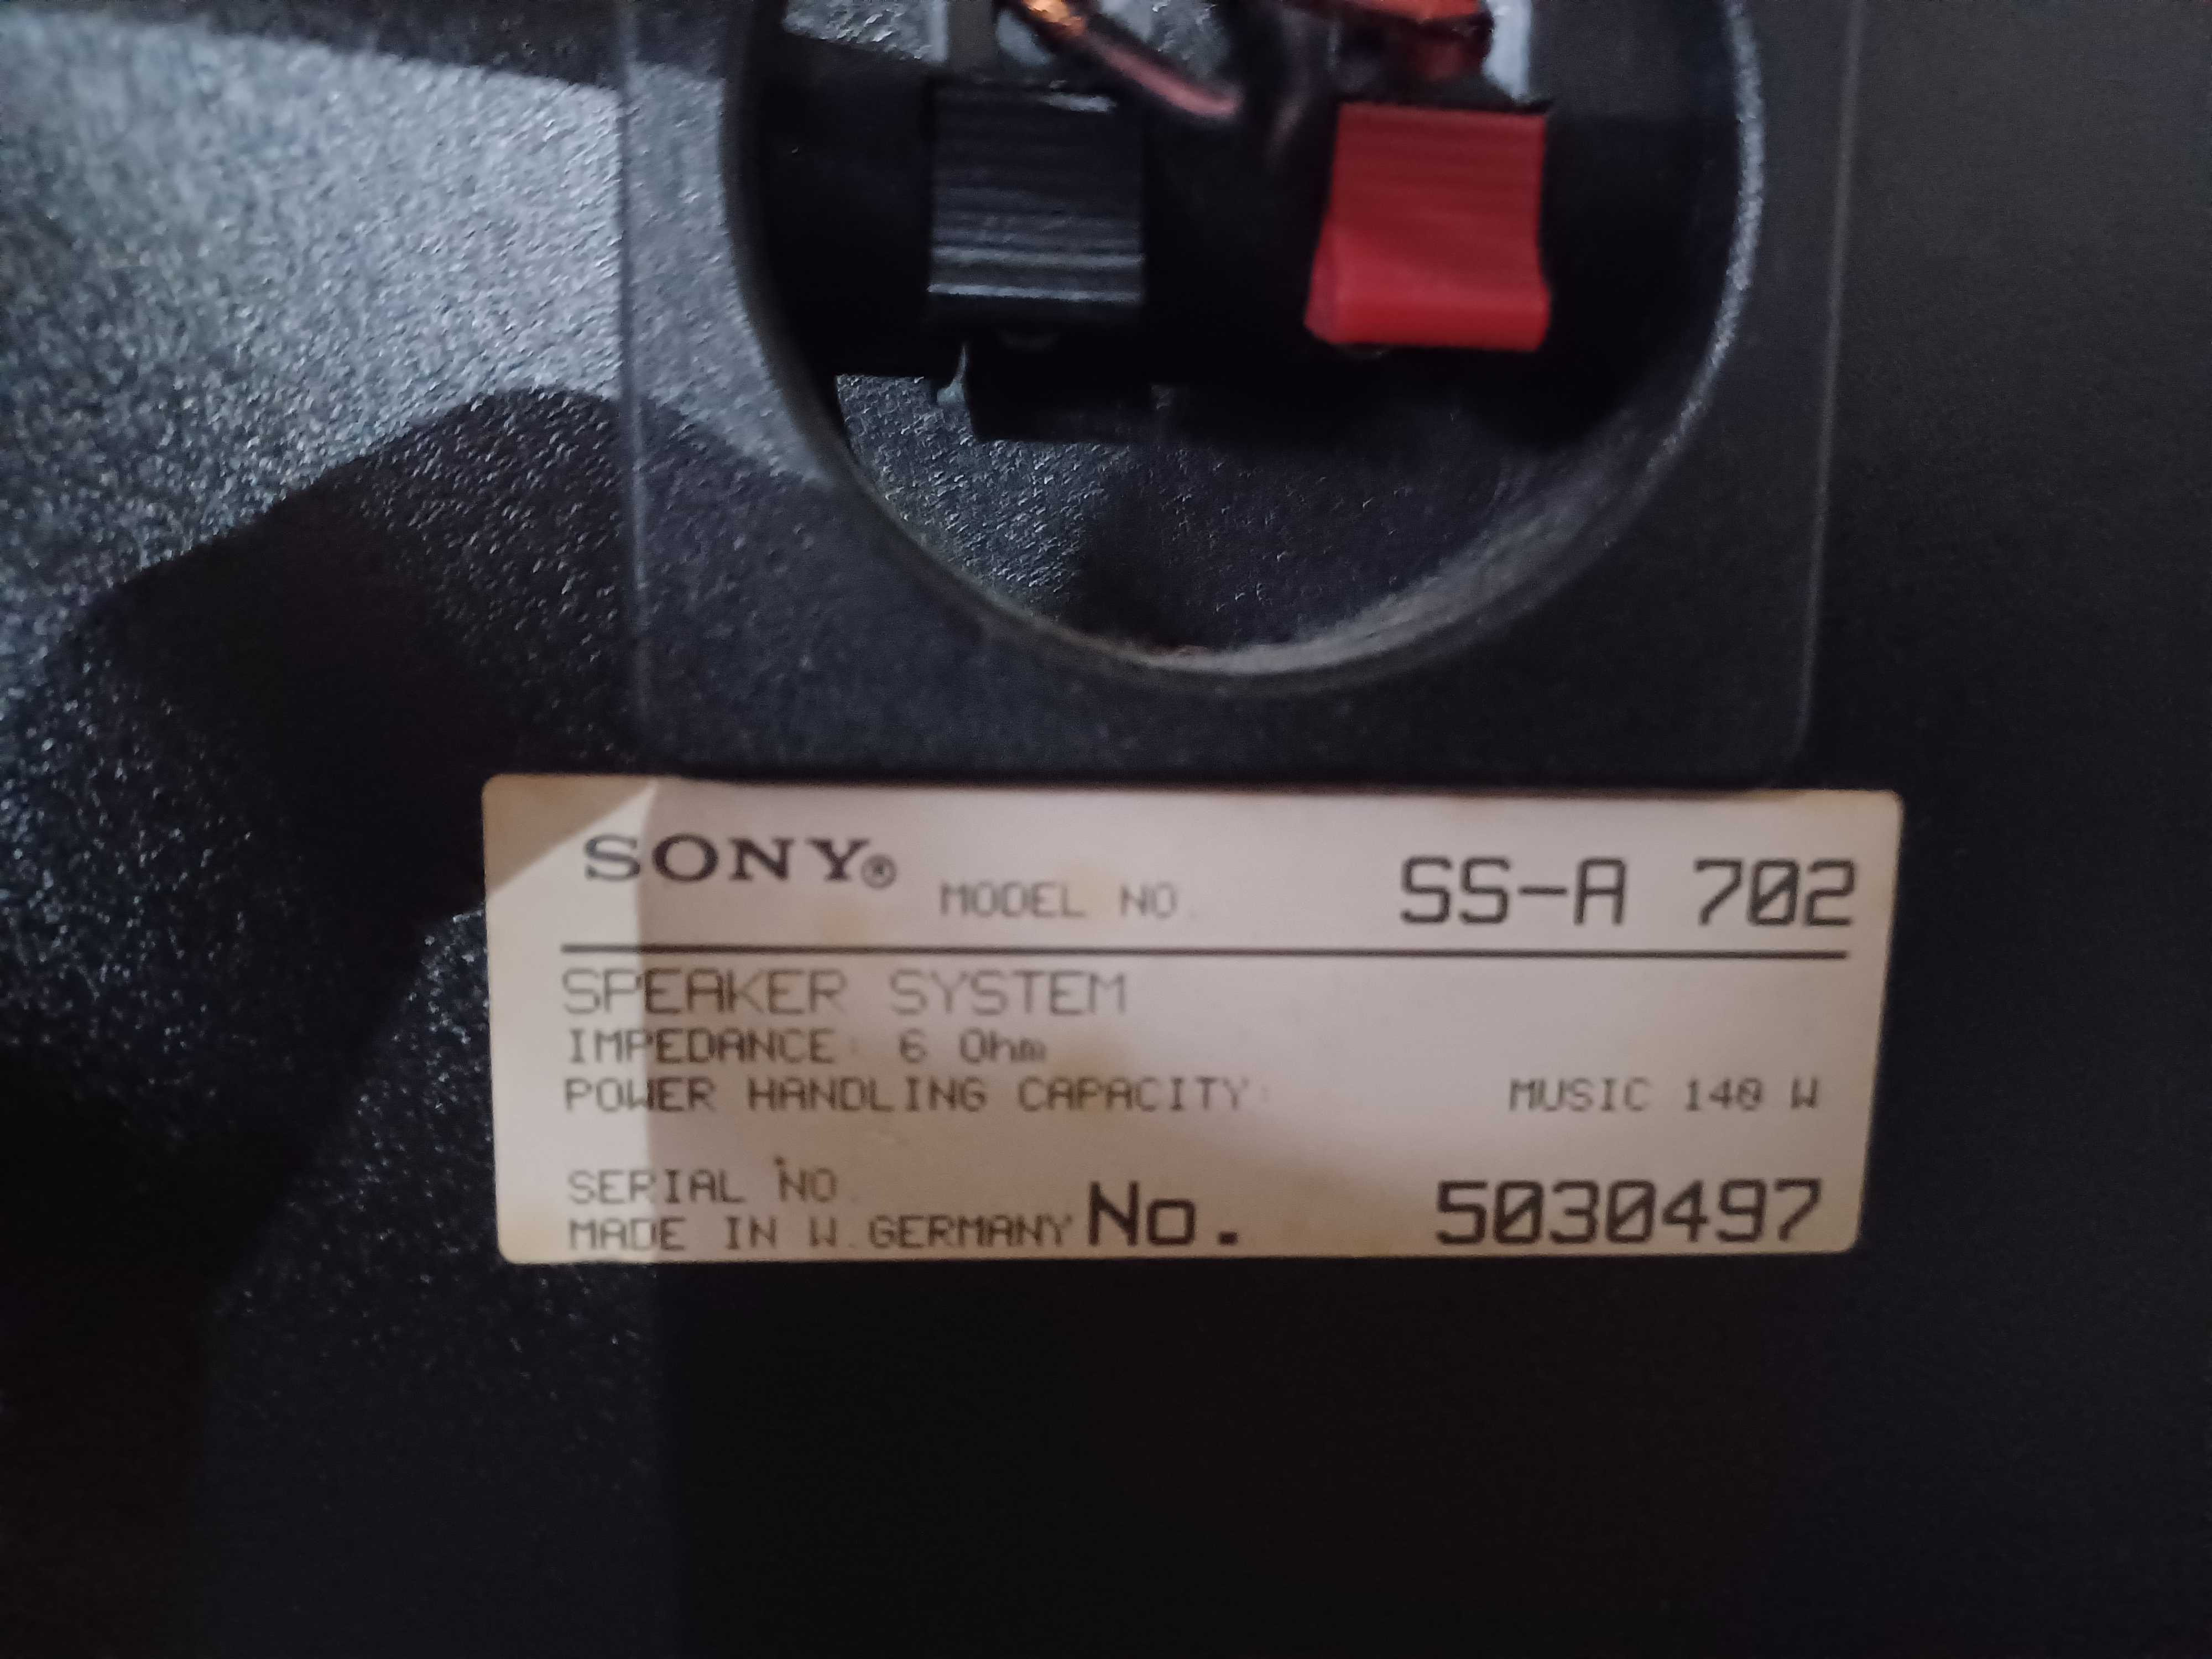 SONY® MODEL NO. SS-A 702
SPEAKER SYSTEM
IMPEDANCE: 6 Ohm
POWER HANDLING CAPACITY: MUSIC 140 W
SERIAL NO.
MADE IN W.GERMANY No. 5030497